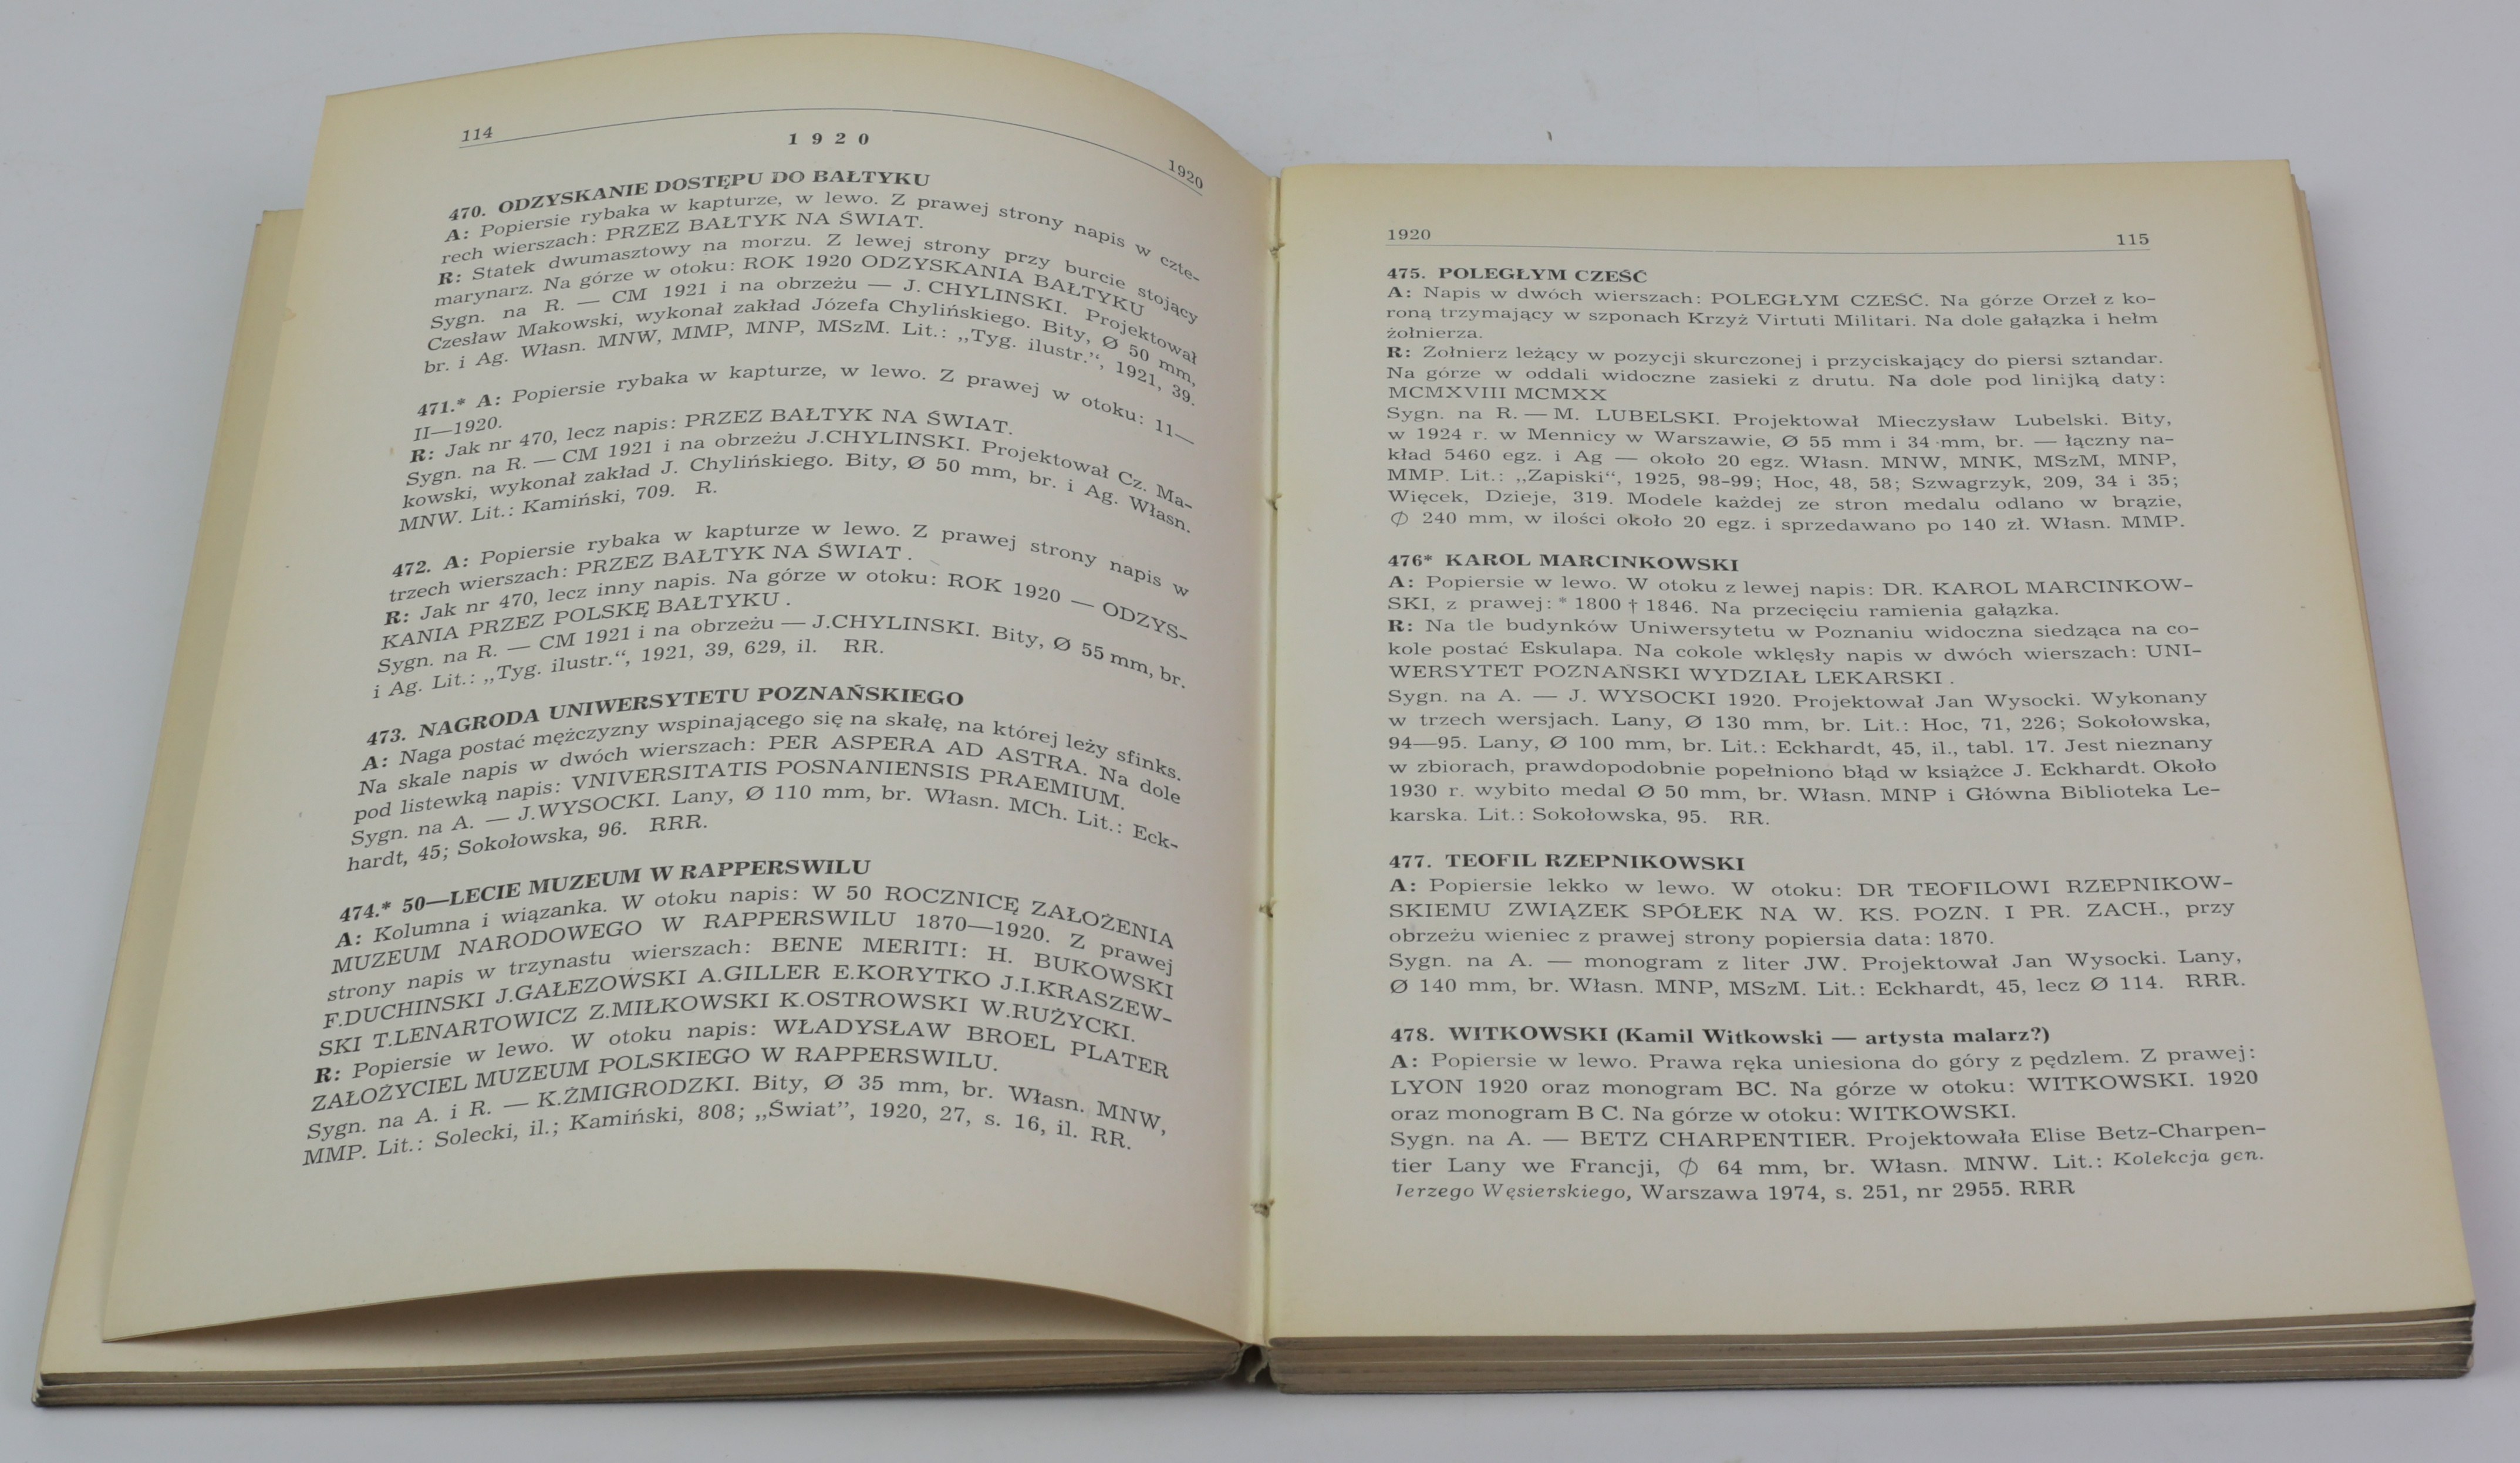 114
1920
1 9 2 0
470. ODZYSKANIE DOSTĘPU DO BAŁTYKU
A: Popiersie rybaka w kapturze, w lewo. Z prawej strony napis w czte-
rech wierszach: PRZEZ BAŁTYK NA ŚWIAT.
R: Statek dwumasztowy na morzu. Z lewej strony przy burcie stojący
marynarz. Na górze w otoku: ROK 1920 ODZYSKANIA BAŁTYKU
Sygn. na R. — CM 1921 i na obrzeżu — J. CHYLINSKI. Projektował
Czesław Makowski, wykonał zakład Józefa Chylińskiego. Bity, Ø 50 mm,
br. i Ag. Własn. MNW, MMP, MNP, MSzM. Lit.: „Tyg. ilustr.“, 1921, 39.
471.* A: Popiersie rybaka w kapturze, w lewo. Z prawej w otoku: 11—
II—1920.
R: Jak nr 470, lecz napis: PRZEZ BAŁTYK NA ŚWIAT.
Sygn. na R. — CM 1921 i na obrzeżu J.CHYLINSKI. Projektował Cz. Ma-
kowski, wykonał zakład J. Chylińskiego. Bity, Ø 50 mm, br. i Ag. Własn.
MNW. Lit.: Kamiński, 709. R.
472. A: Popiersie rybaka w kapturze w lewo. Z prawej strony napis w
trzech wierszach: PRZEZ BAŁTYK NA ŚWIAT .
R: Jak nr 470, lecz inny napis. Na górze w otoku: ROK 1920 — ODZYS-
KANIA PRZEZ POLSKĘ BAŁTYKU .
Sygn. na R. — CM 1921 i na obrzeżu — J.CHYLINSKI. Bity, Ø 55 mm, br.
i Ag. Lit.: „Tyg. ilustr.“, 1921, 39, 629, il. RR.
473. NAGRODA UNIWERSYTETU POZNAŃSKIEGO
A: Naga postać mężczyzny wspinającego się na skałę, na której leży sfinks.
Na skale napis w dwóch wierszach: PER ASPERA AD ASTRA. Na dole
pod listewką napis: VNIVERSITATIS POSNANIENSIS PRAEMIUM.
Sygn. na A. — J.WYSOCKI. Lany, Ø 110 mm, br. Własn. MCh. Lit.: Eck-
hardt, 45; Sokołowska, 96. RRR.
474.* 50—LECIE MUZEUM W RAPPERSWILU
A: Kolumna i wiązanka. W otoku napis: W 50 ROCZNICĘ ZAŁOŻENIA
MUZEUM NARODOWEGO W RAPPERSWILU 1870—1920. Z prawej
strony napis w trzynastu wierszach: BENE MERITI: H. BUKOWSKI
F.DUCHINSKI J.GAŁEZOWSKI A.GILLER E.KORYTKO J.I.KRASZEW-
SKI T.LENARTOWICZ Z.MIŁKOWSKI K.OSTROWSKI W.RUŻYCKI.
R: Popiersie w lewo. W otoku napis: WŁADYSŁAW BROEL PLATER
ZAŁOŻYCIEL MUZEUM POLSKIEGO W RAPPERSWILU.
Sygn. na A. i R. — K.ŻMIGRODZKI. Bity, Ø 35 mm, br. Własn. MNW,
MMP. Lit.: Solecki, il.; Kamiński, 808; „Świat”, 1920, 27, s. 16, il. RR.
1920
115
475. POLEGŁYM CZEŚĆ
A: Napis w dwóch wierszach: POLEGŁYM CZEŚĆ. Na górze Orzeł z ko-
roną trzymający w szponach Krzyż Virtuti Militari. Na dole gałązka i hełm
żołnierza.
R: Żołnierz leżący w pozycji skurczonej i przyciskający do piersi sztandar.
Na górze w oddali widoczne zasieki z drutu. Na dole pod linijką daty:
MCMXVIII MCMXX
Sygn. na R. — M. LUBELSKI. Projektował Mieczysław Lubelski. Bity,
w 1924 r. w Mennicy w Warszawie, Ø 55 mm i 34 mm, br. — łączny na-
kład 5460 egz. i Ag — około 20 egz. Własn. MNW, MNK, MSzM, MNP,
MMP. Lit.: „Zapiski“, 1925, 98-99; Hoc, 48, 58; Szwagrzyk, 209, 34 i 35;
Więcek, Dzieje, 319. Modele każdej ze stron medalu odlano w brązie,
Ø 240 mm, w ilości około 20 egz. i sprzedawano po 140 zł. Własn. MMP.
476* KAROL MARCINKOWSKI
A: Popiersie w lewo. W otoku z lewej napis: DR. KAROL MARCINKOW-
SKI, z prawej: * 1800 † 1846. Na przecięciu ramienia gałązka.
R: Na tle budynków Uniwersytetu w Poznaniu widoczna siedząca na co-
kole postać Eskulapa. Na cokole wklęsły napis w dwóch wierszach: UNI-
WERSYTET POZNAŃSKI WYDZIAŁ LEKARSKI .
Sygn. na A. — J. WYSOCKI 1920. Projektował Jan Wysocki. Wykonany
w trzech wersjach. Lany, Ø 130 mm, br. Lit.: Hoc, 71, 226; Sokołowska,
94—95. Lany, Ø 100 mm, br. Lit.: Eckhardt, 45, il., tabl. 17. Jest nieznany
w zbiorach, prawdopodobnie popełniono błąd w książce J. Eckhardt. Około
1930 r. wybito medal Ø 50 mm, br. Własn. MNP i Główna Biblioteka Le-
karska. Lit.: Sokołowska, 95. RR.
477. TEOFIL RZEPNIKOWSKI
A: Popiersie lekko w lewo. W otoku: DR TEOFILOWI RZEPNIKOW-
SKIEMU ZWIĄZEK SPÓŁEK NA W. KS. POZN. I PR. ZACH., przy
obrzeżu wieniec z prawej strony popiersia data: 1870.
Sygn. na A. — monogram z liter JW. Projektował Jan Wysocki. Lany,
Ø 140 mm, br. Własn. MNP, MSzM. Lit.: Eckhardt, 45, lecz Ø 114. RRR.
478. WITKOWSKI (Kamil Witkowski — artysta malarz?)
A: Popiersie w lewo. Prawa ręka uniesiona do góry z pędzlem. Z prawej:
LYON 1920 oraz monogram BC. Na górze w otoku: WITKOWSKI. 1920
oraz monogram B C. Na górze w otoku: WITKOWSKI.
Sygn. na A. — BETZ CHARPENTIER. Projektowała Elise Betz-Charpen-
tier Lany we Francji, Ø 64 mm, br. Własn. MNW. Lit.: Kolekcja gen.
Jerzego Węsierskiego, Warszawa 1974, s. 251, nr 2955. RRR